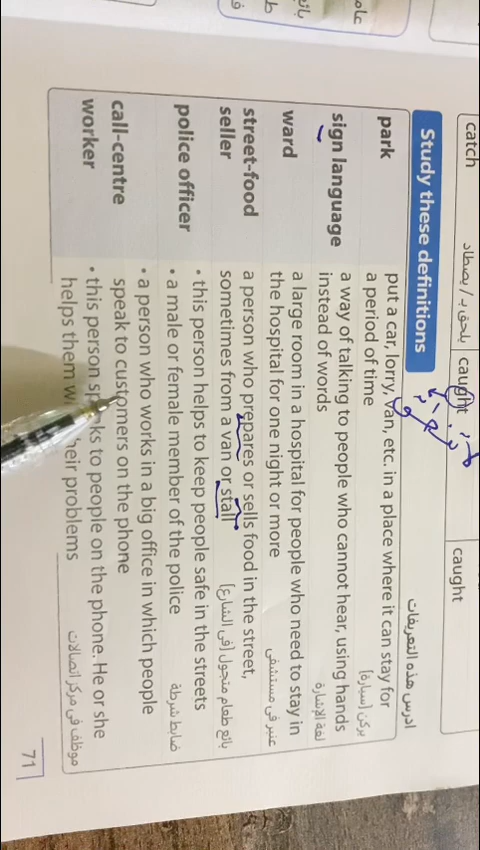 catch
يلحق بـ / يصطاد
caught
caught
Study these definitions
ادرس هذه التعريفات
park
put a car, lorry, van, etc. in a place where it can stay for
a period of time
يركن (سيارة)
sign language
a way of talking to people who cannot hear, using hands
instead of words
لغة الإشارة
ward
a large room in a hospital for people who need to stay in
the hospital for one night or more
عنبر في مستشفى
street-food
seller
a person who prepares or sells food in the street,
sometimes from a van or stall
بائع طعام متجول (في الشارع)
police officer
• this person helps to keep people safe in the streets
• a male or female member of the police
ضابط شرطة
call-centre
worker
• a person who works in a big office in which people
speak to customers on the phone
• this person to people on the phone. He or she
helps them their problems
موظف في مركز اتصالات
71